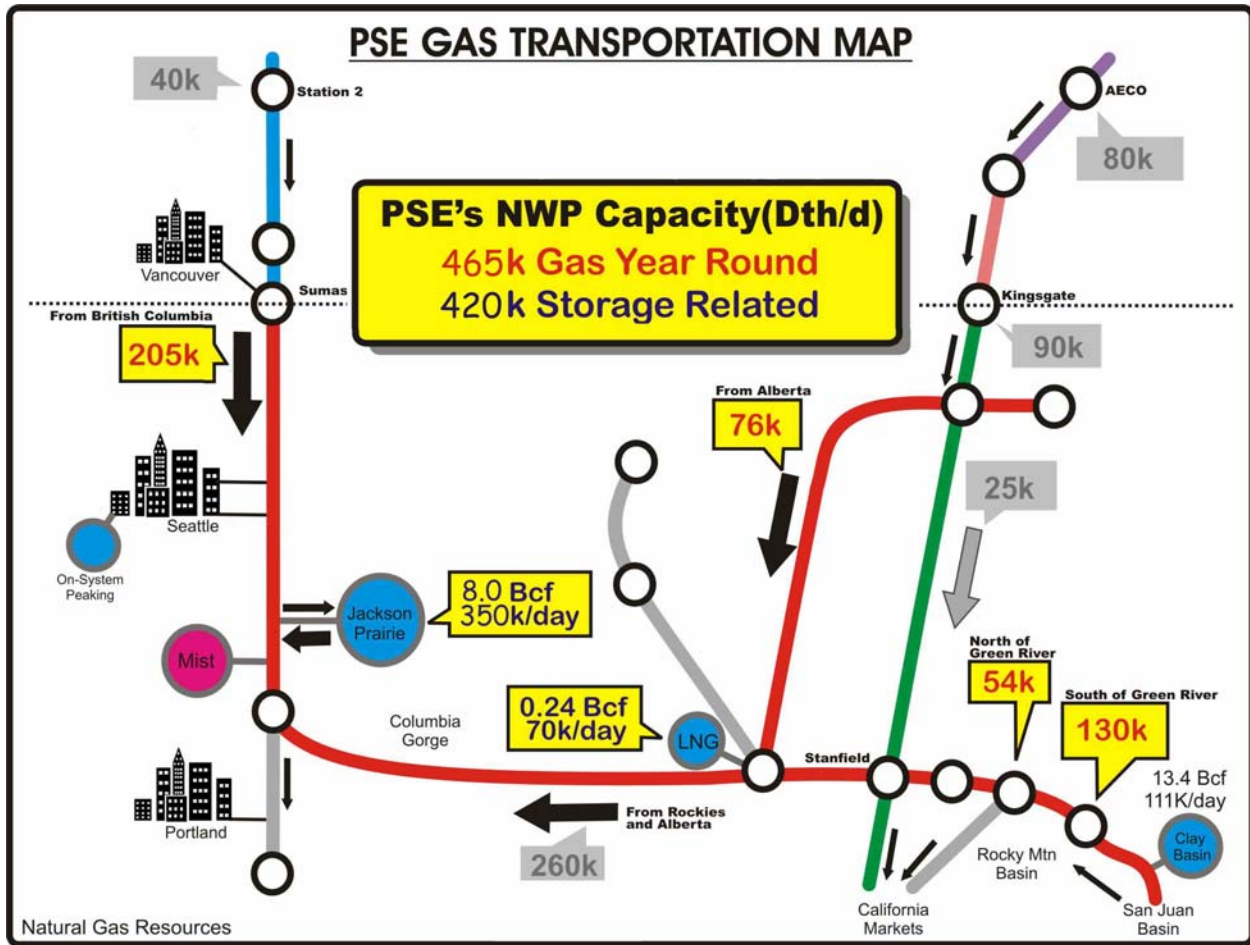 PSE GAS TRANSPORTATION MAP
40k
Station 2
AECO
80k
PSE's NWP Capacity(Dth/d)
465k Gas Year Round
420k Storage Related
Vancouver
Sumas
Kingsgate
From British Columbia
205k
90k
From Alberta
76k
25k
Seattle
On-System
Peaking
Jackson
Prairie
8.0 Bcf
350k/day
Mist
North of
Green River
54k
South of Green River
130k
0.24 Bcf
70k/day
Columbia
Gorge
LNG
Stanfield
13.4 Bcf
111K/day
Clay
Basin
Portland
From Rockies
and Alberta
260k
Rocky Mtn
Basin
California
Markets
San Juan
Basin
Natural Gas Resources